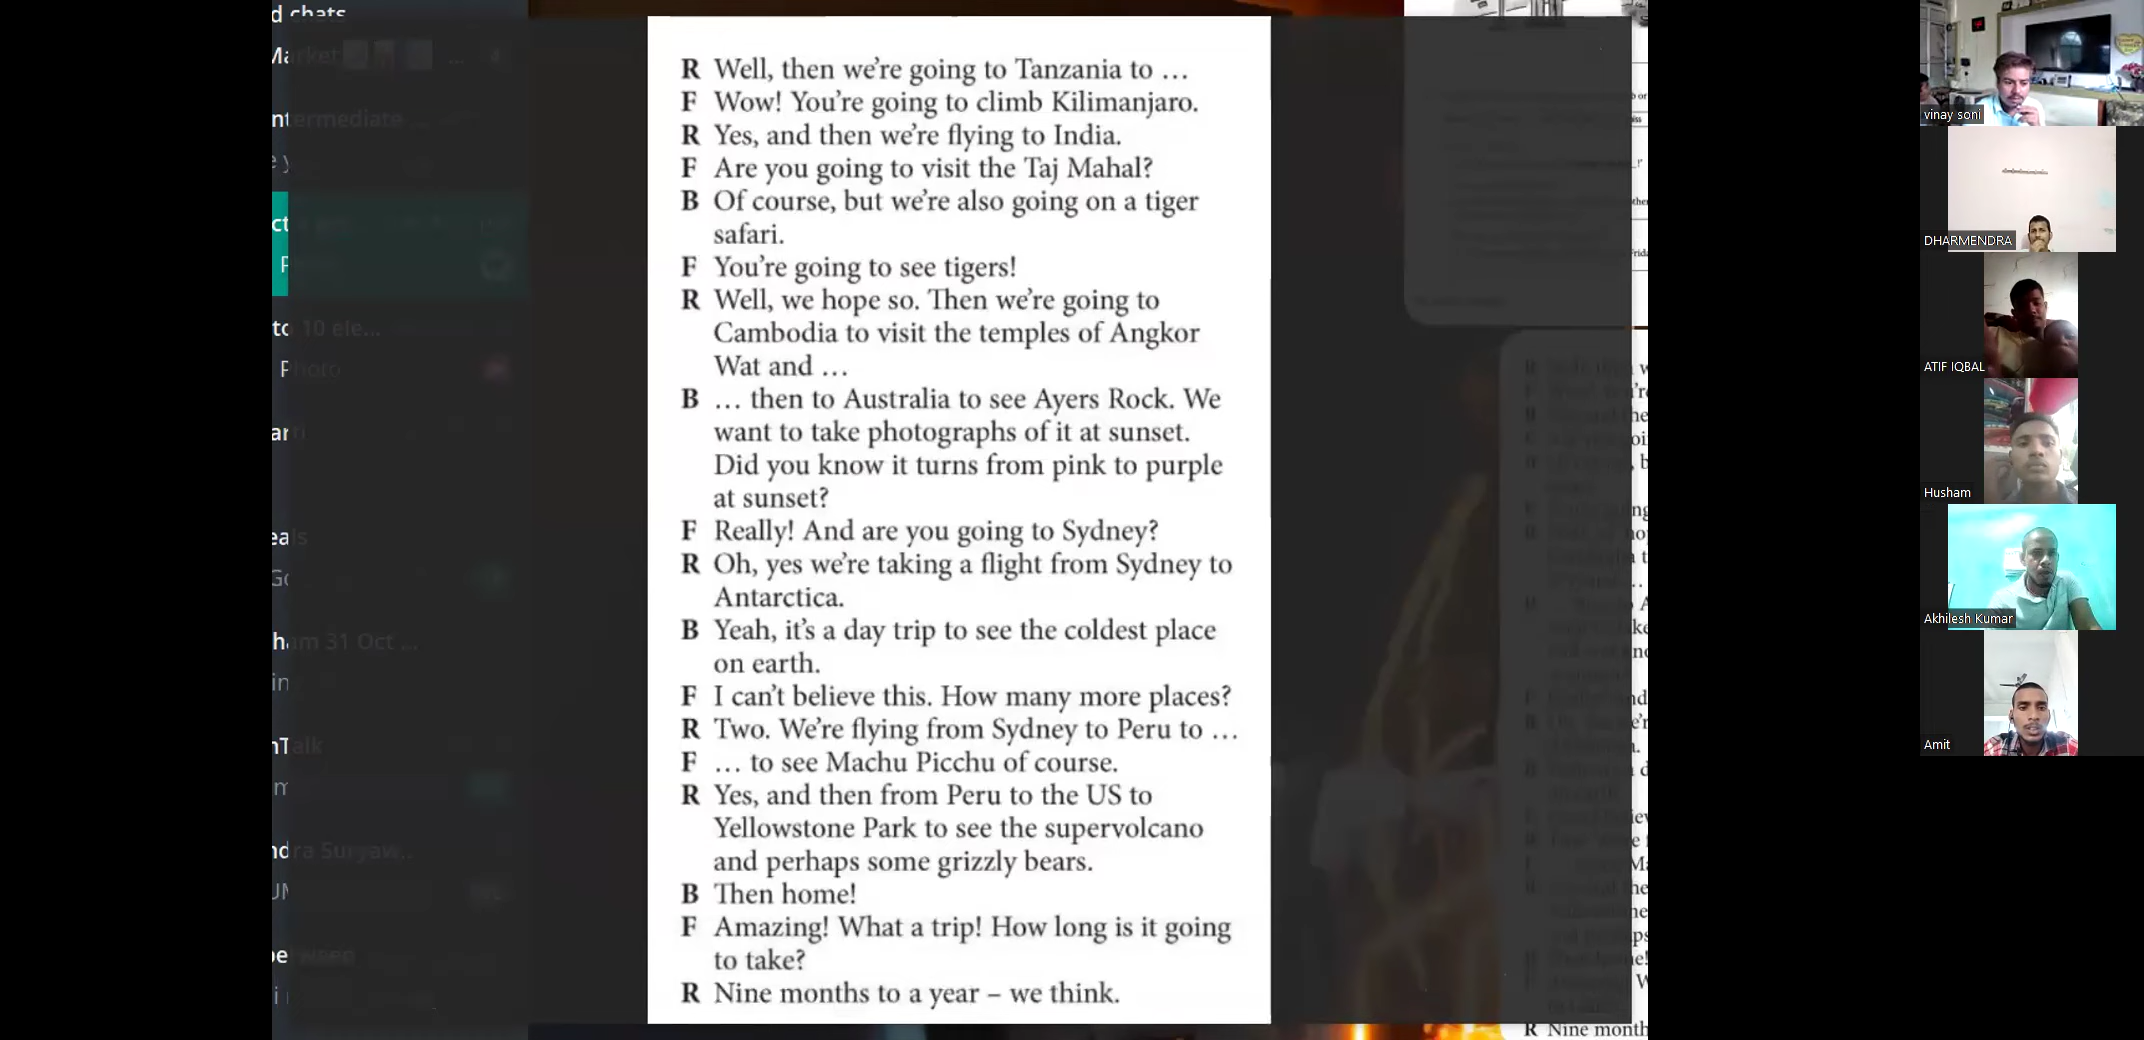 d chats
R Well, then we're going to Tanzania to …
F Wow! You're going to climb Kilimanjaro.
R Yes, and then we're flying to India.
F Are you going to visit the Taj Mahal?
B Of course, but we're also going on a tiger
safari.
F You're going to see tigers!
R Well, we hope so. Then we're going to
Cambodia to visit the temples of Angkor
Wat and …
B … then to Australia to see Ayers Rock. We
want to take photographs of it at sunset.
Did you know it turns from pink to purple
at sunset?
F Really! And are you going to Sydney?
R Oh, yes we're taking a flight from Sydney to
Antarctica.
B Yeah, it's a day trip to see the coldest place
on earth.
F I can't believe this. How many more places?
R Two. We're flying from Sydney to Peru to …
F … to see Machu Picchu of course.
R Yes, and then from Peru to the US to
Yellowstone Park to see the supervolcano
and perhaps some grizzly bears.
B Then home!
F Amazing! What a trip! How long is it going
to take?
R Nine months to a year – we think.
R Nine month
vinay soni
DHARMENDRA
ATIF IQBAL
Husham
Akhilesh Kumar
Amit